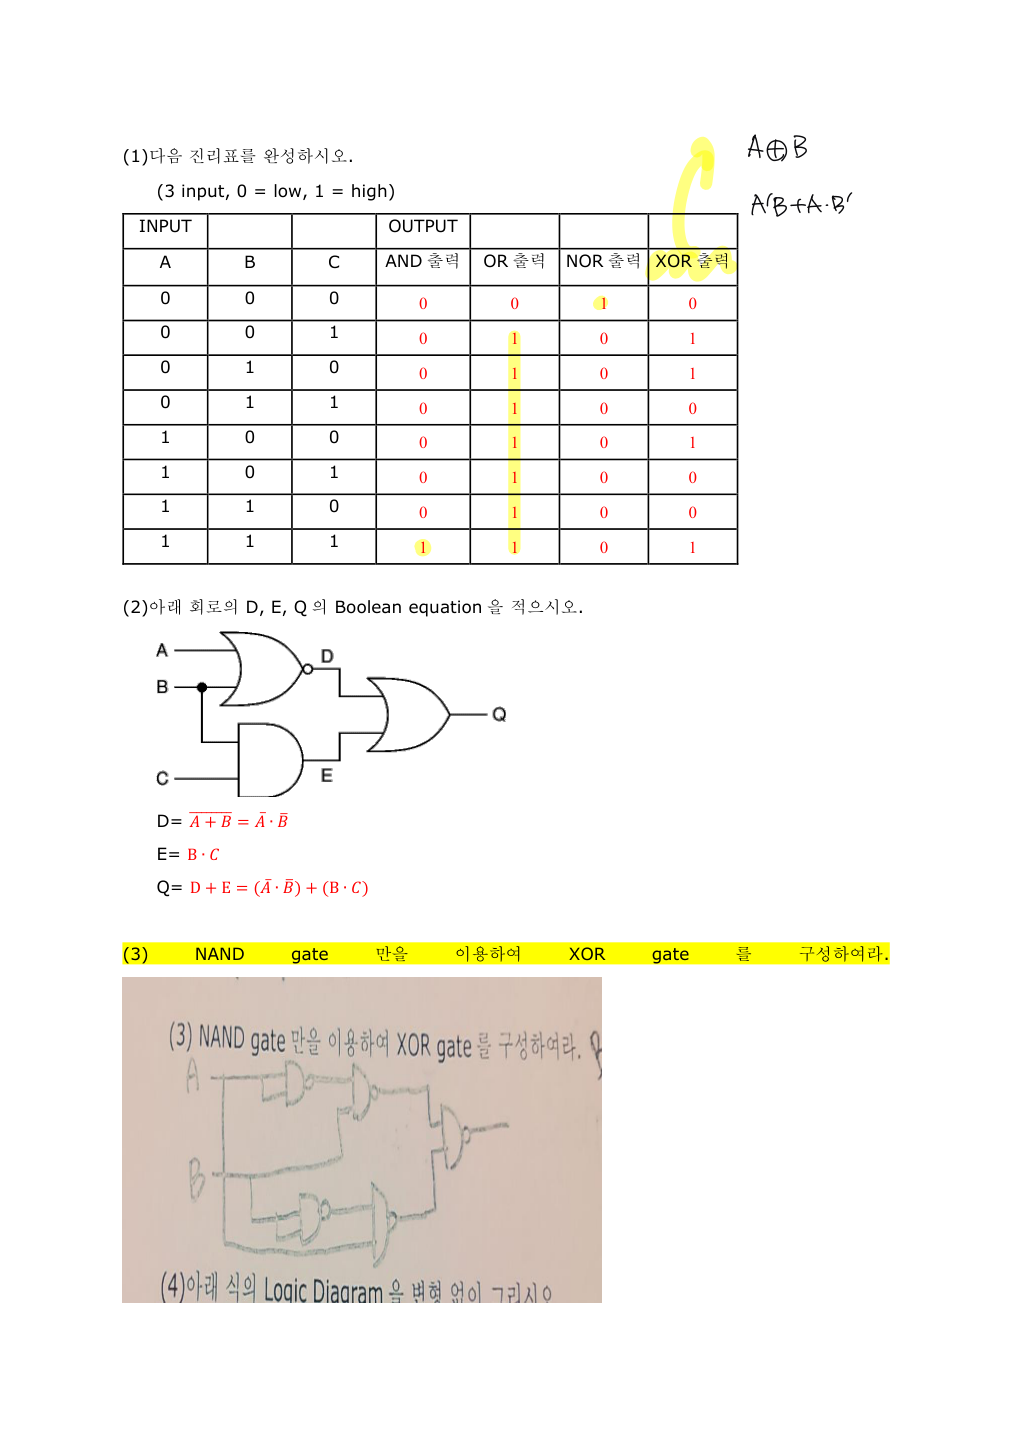 (1)다음 진리표를 완성하시오.
A⊕B
(3 input, 0 = low, 1 = high)
A'B+A·B'
INPUT OUTPUT
A B C AND 출력 OR 출력 NOR 출력 XOR 출력
0 0 0 0 0 1 0
0 0 1 0 1 0 1
0 1 0 0 1 0 1
0 1 1 0 1 0 0
1 0 0 0 1 0 1
1 0 1 0 1 0 0
1 1 0 0 1 0 0
1 1 1 1 1 0 1
(2)아래 회로의 D, E, Q 의 Boolean equation 을 적으시오.
A
D
B
Q
E
C
D= \overline{A + B} = Ā · B̄
E= B · C
Q= D + E = (Ā · B̄) + (B · C)
(3) NAND gate 만을 이용하여 XOR gate 를 구성하여라.
(3) NAND gate 만을 이용하여 XOR gate 를 구성하여라.
A
B
(4)아래 식의 Logic Diagram 을 변형 없이 그리시오